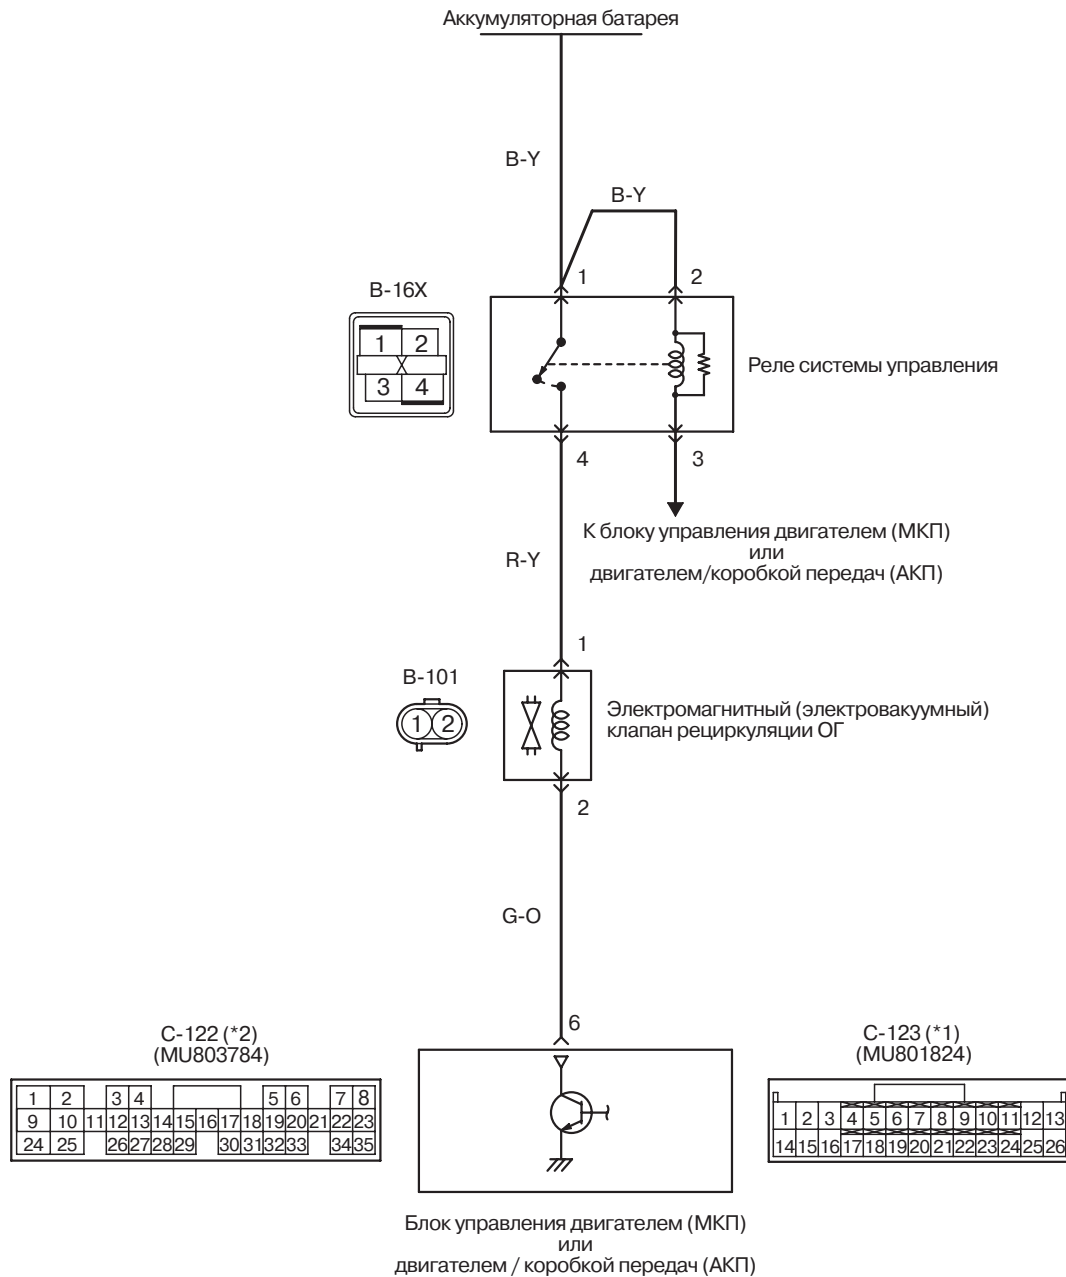 Аккумуляторная батарея
B-Y
B-Y
1
2
B-16X
1 2
3 4
Реле системы управления
4
3
К блоку управления двигателем (МКП)
или
двигателем/коробкой передач (АКП)
R-Y
1
B-101
1 2
Электромагнитный (электровакуумный)
клапан рециркуляции ОГ
2
G-O
6
C-122 (*2)
(MU803784)
1 2 3 4 5 6 7 8
9 10 11 12 13 14 15 16 17 18 19 20 21 22 23
24 25 26 27 28 29 30 31 32 33 34 35
C-123 (*1)
(MU801824)
1 2 3 4 5 6 7 8 9 10 11 12 13
14 15 16 17 18 19 20 21 22 23 24 25 26
Блок управления двигателем (МКП)
или
двигателем / коробкой передач (АКП)